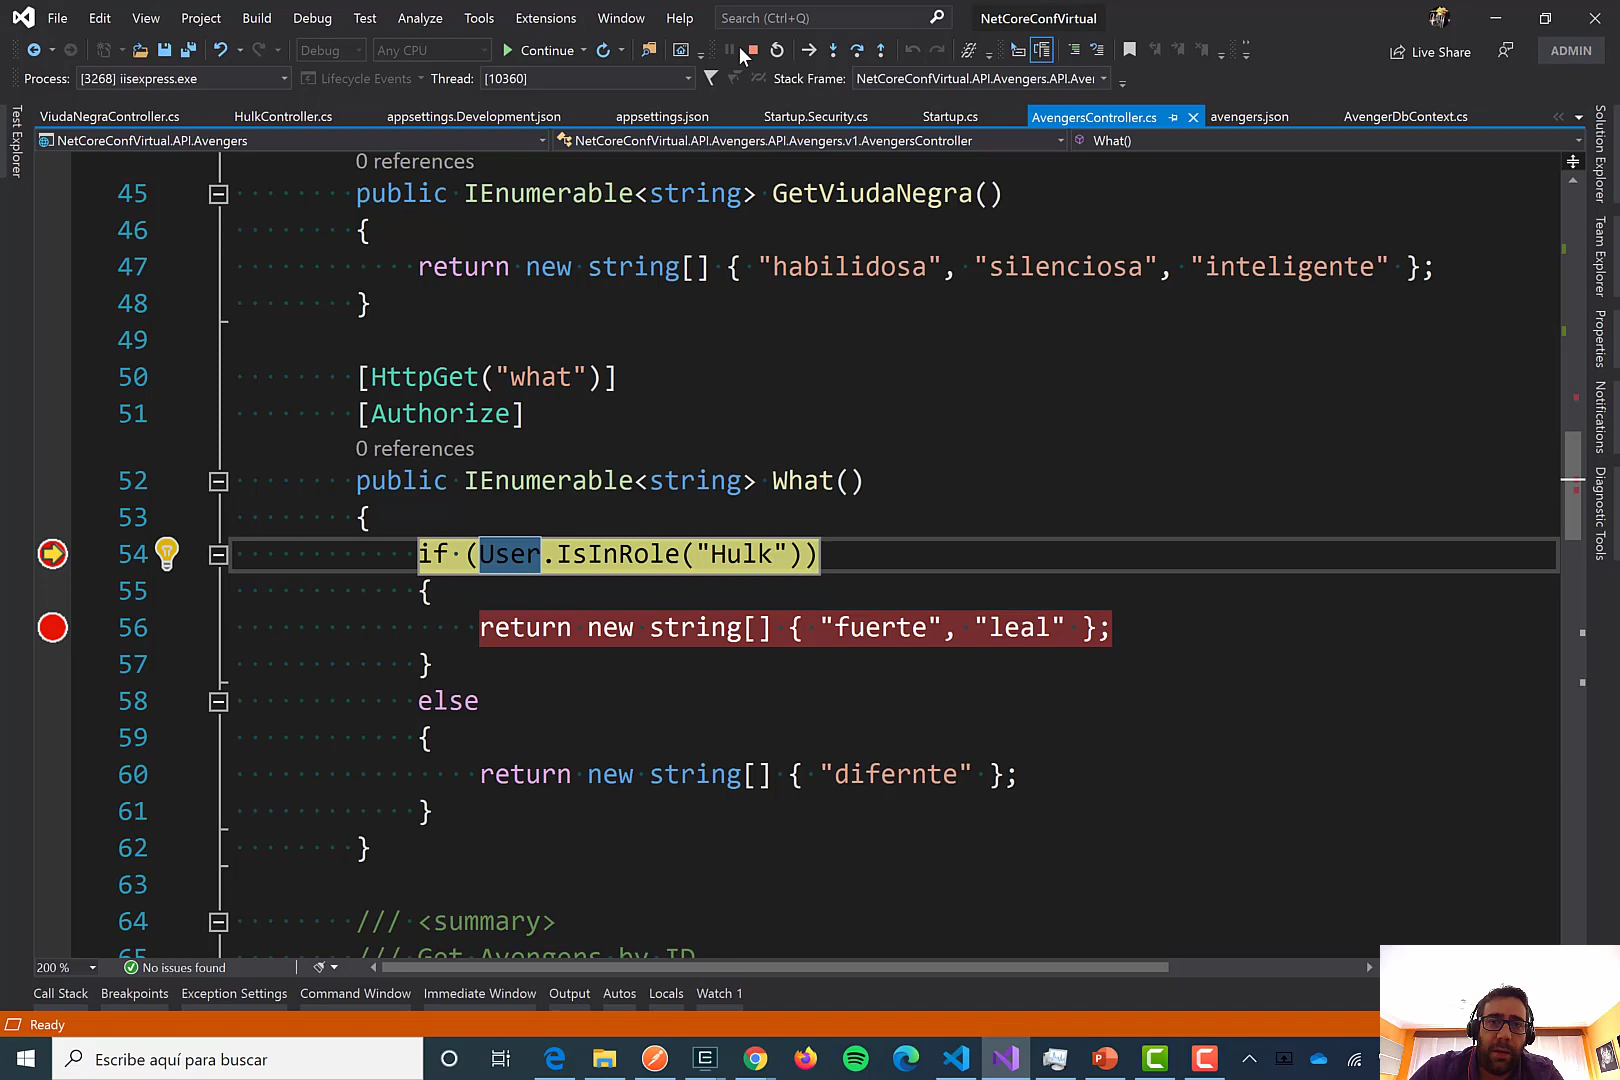 File Edit View Project Build Debug Test Analyze Tools Extensions Window Help Search (Ctrl+Q) NetCoreConfVirtual
Debug Any CPU Continue Live Share ADMIN
Process: [3268] iisexpress.exe Lifecycle Events Thread: [10360] Stack Frame: NetCoreConfVirtual.API.Avengers.API.Aver
ViudaNegraController.cs HulkController.cs appsettings.Development.json appsettings.json Startup.Security.cs Startup.cs AvengersController.cs avengers.json AvengerDbContext.cs
NetCoreConfVirtual.API.Avengers NetCoreConfVirtual.API.Avengers.API.Avengers.v1.AvengersController What()
Test Explorer
0 references
45 public IEnumerable<string> GetViudaNegra()
46 {
47 return new string[] { "habilidosa", "silenciosa", "inteligente" };
48 }
49
50 [HttpGet("what")]
51 [Authorize]
0 references
52 public IEnumerable<string> What()
53 {
54 if (User.IsInRole("Hulk"))
55 {
56 return new string[] { "fuerte", "leal" };
57 }
58 else
59 {
60 return new string[] { "difernte" };
61 }
62 }
63
64 /// <summary>
65 /// Get Avengers by ID
Solution Explorer
Team Explorer
Properties
Notifications
Diagnostic Tools
200 % No issues found
Call Stack Breakpoints Exception Settings Command Window Immediate Window Output Autos Locals Watch 1
Ready
Escribe aquí para buscar